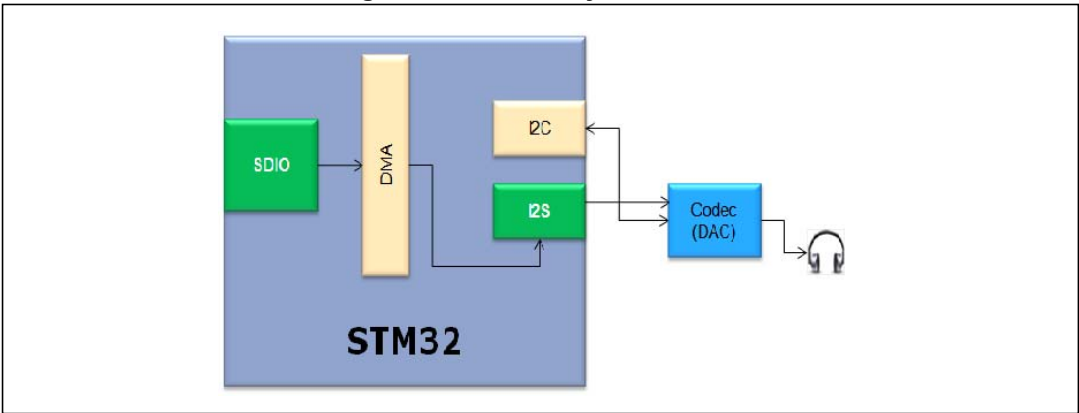 SDIO
DMA
I2C
I2S
Codec
(DAC)
STM32